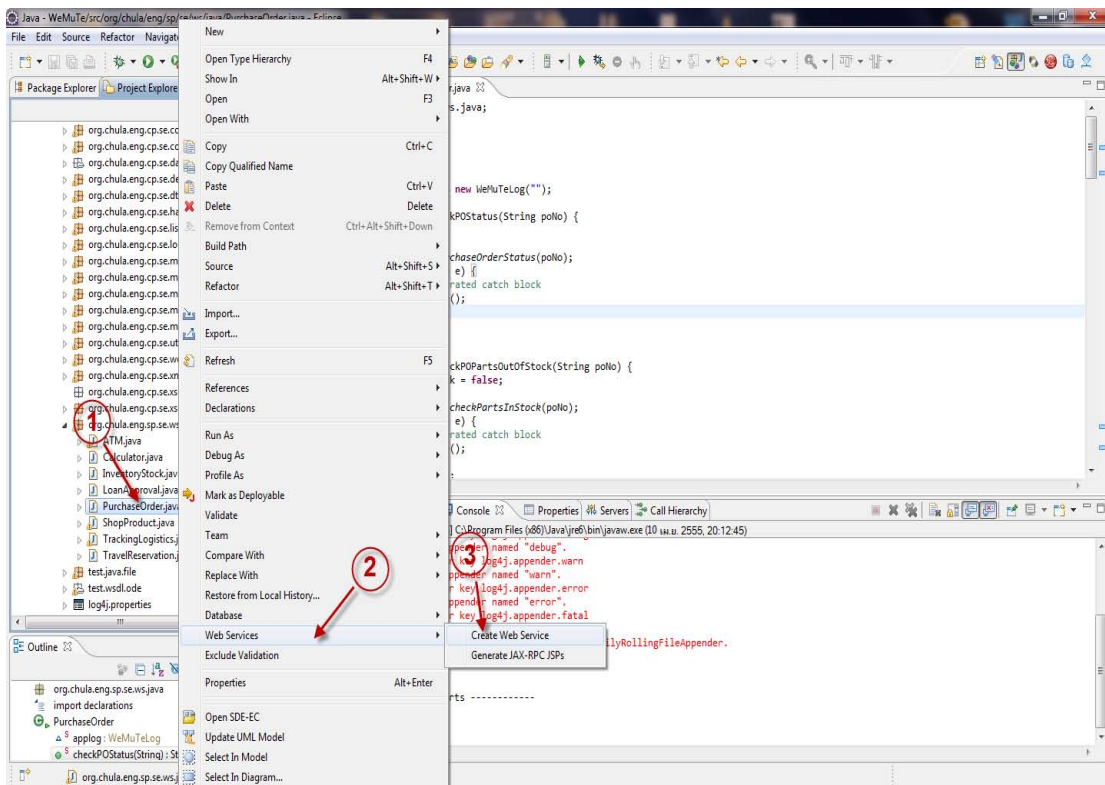 Java - WeMuTe/src/org/chula/eng/sp/se/ws/java/PurchaseOrder.java - Eclipse
File Edit Source Refactor Navigat
Package Explorer Project Explore
org.chula.eng.cp.se.cc
org.chula.eng.cp.se.cc
org.chula.eng.cp.se.da
org.chula.eng.cp.se.de
org.chula.eng.cp.se.dt
org.chula.eng.cp.se.ha
org.chula.eng.cp.se.lis
org.chula.eng.cp.se.lo
org.chula.eng.cp.se.m
org.chula.eng.cp.se.m
org.chula.eng.cp.se.m
org.chula.eng.cp.se.m
org.chula.eng.cp.se.m
org.chula.eng.cp.se.ut
org.chula.eng.cp.se.we
org.chula.eng.cp.se.xn
org.chula.eng.cp.se.xs
org.chula.eng.cp.se.xs
org.chula.eng.sp.se.ws
1
ATM.java
Calculator.java
InventoryStock.jav
LoanApproval.java
PurchaseOrder.java
ShopProduct.java
TrackingLogistics.j
TravelReservation.j
test.java.file
test.wsdl.ode
log4j.properties
Outline
org.chula.eng.sp.se.ws.java
import declarations
PurchaseOrder
applog : WeMuTeLog
checkPOStatus(String) : St
org.chula.eng.sp.se.ws.j
New
Open Type Hierarchy F4
Show In Alt+Shift+W
Open F3
Open With
Copy Ctrl+C
Copy Qualified Name
Paste Ctrl+V
Delete Delete
Remove from Context Ctrl+Alt+Shift+Down
Build Path
Source Alt+Shift+S
Refactor Alt+Shift+T
Import...
Export...
Refresh F5
References
Declarations
Run As
Debug As
Profile As
Mark as Deployable
Validate
Team
Compare With
Replace With
2
Restore from Local History...
Database
Web Services
Exclude Validation
Properties Alt+Enter
Open SDE-EC
Update UML Model
Select In Model
Select In Diagram...
3
Create Web Service
Generate JAX-RPC JSPs
r.java
s.java;
new WeMuTeLog("");
kPOStatus(String poNo) {
chaseOrderStatus(poNo);
e) {
rated catch block
();
ckPOPartsOutOfStock(String poNo) {
k = false;
checkPartsInStock(poNo);
e) {
rated catch block
();
Console Properties Servers Call Hierarchy
] C:\Program Files (x86)\Java\jre6\bin\javaw.exe (10 เม.ย. 2555, 20:12:45)
ppender named "debug".
r key log4j.appender.warn
ppender named "warn".
r key log4j.appender.error
ppender named "error".
r key log4j.appender.fatal
ilyRollingFileAppender.
rts ------------